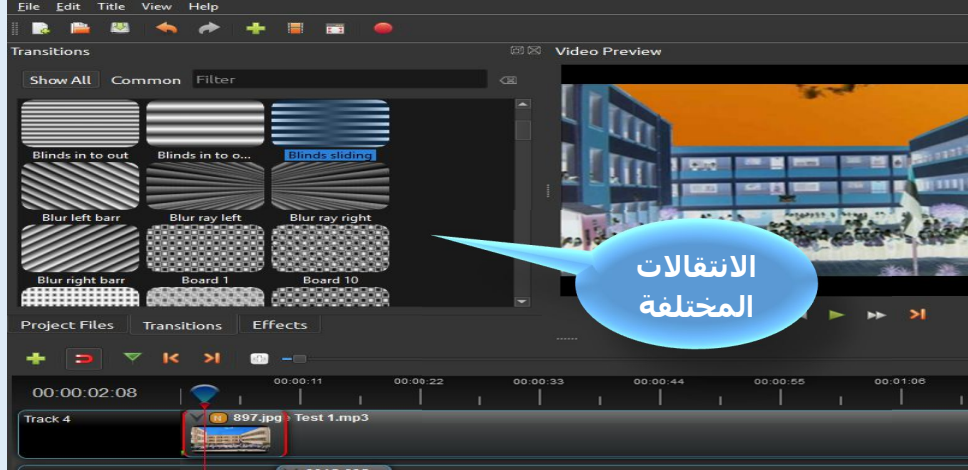 File Edit Title View Help
Transitions
Video Preview
Show All Common Filter
Blinds in to out Blinds in to o... Blinds sliding
Blur left barr Blur ray left Blur ray right
Blur right barr Board 1 Board 10
الانتقالات
المختلفة
Project Files Transitions Effects
00:00:02:08
00:00:11 00:00:22 00:00:33 00:00:44 00:00:55 00:01:06
Track 4
N 897.jpg Test 1.mp3